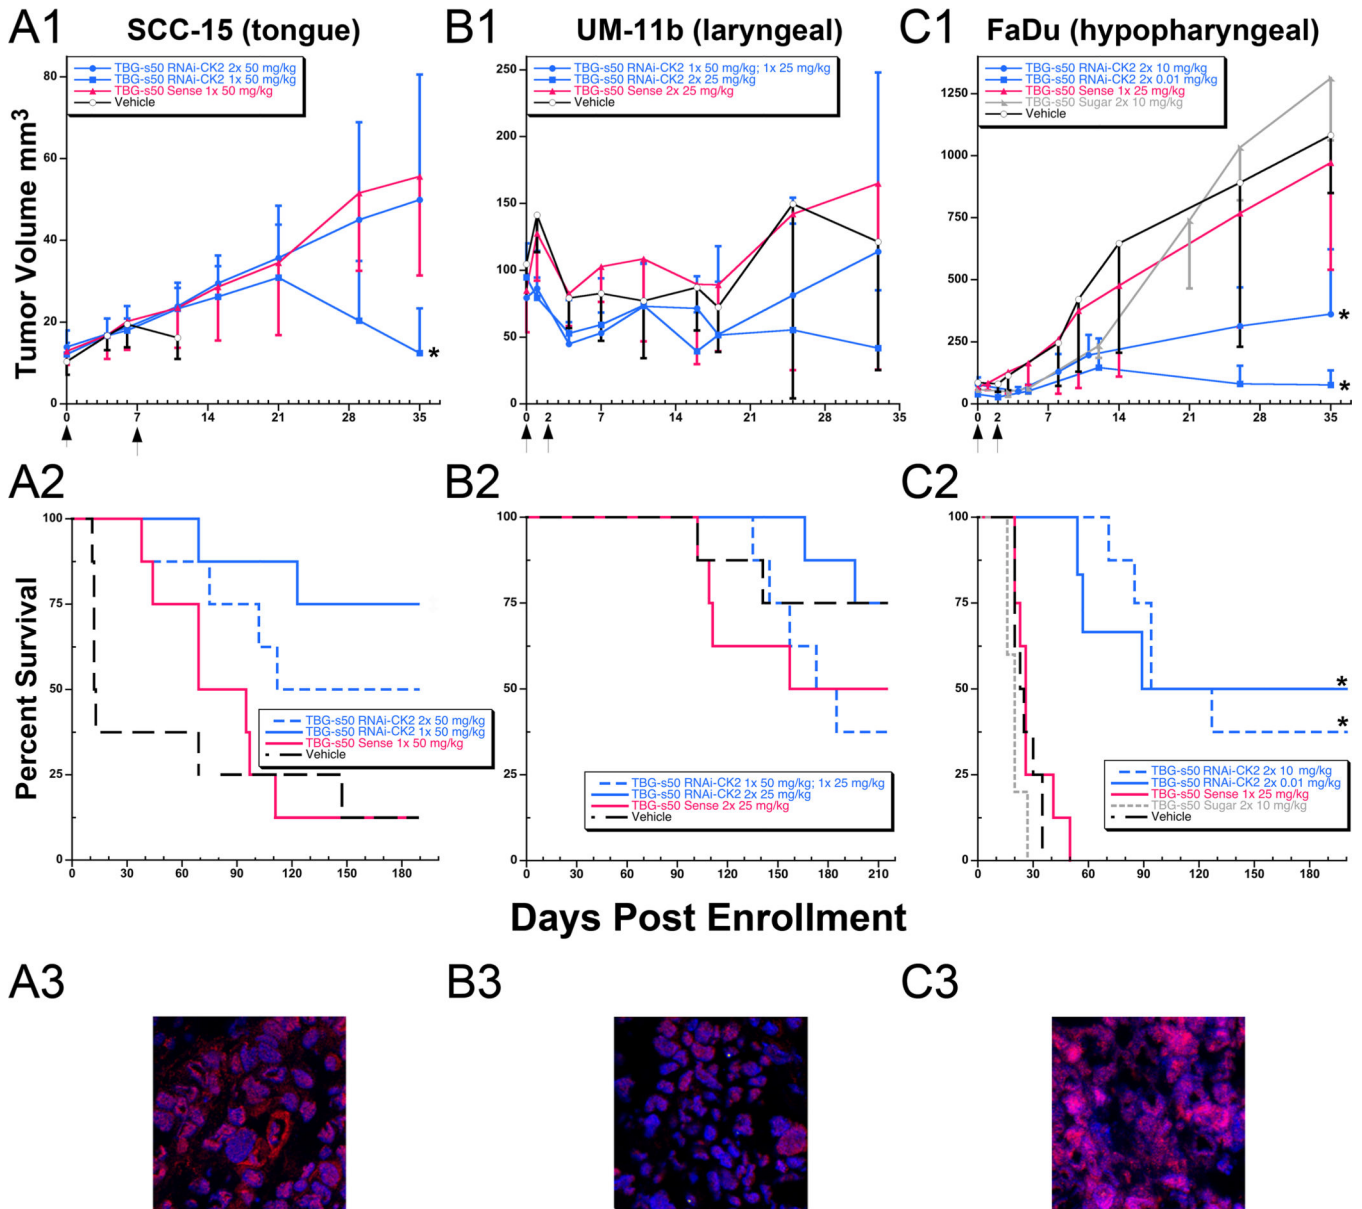 A1 SCC-15 (tongue)
B1 UM-11b (laryngeal)
C1 FaDu (hypopharyngeal)
TBG-s50 RNAi-CK2 2x 50 mg/kg
TBG-s50 RNAi-CK2 1x 50 mg/kg
TBG-s50 Sense 1x 50 mg/kg
Vehicle
TBG-s50 RNAi-CK2 1x 50 mg/kg; 1x 25 mg/kg
TBG-s50 RNAi-CK2 2x 25 mg/kg
TBG-s50 Sense 2x 25 mg/kg
Vehicle
TBG-s50 RNAi-CK2 2x 10 mg/kg
TBG-s50 RNAi-CK2 2x 0.01 mg/kg
TBG-s50 Sense 1x 25 mg/kg
TBG-s50 Sugar 2x 10 mg/kg
Vehicle
Tumor Volume mm3
80
60
40
20
0
0 7 14 21 28 35
250
200
150
100
50
0
0 2 7 14 21 28 35
1250
1000
750
500
250
0
0 2 7 14 21 28 35
*
*
*
A2
B2
C2
Percent Survival
100
75
50
25
0
0 30 60 90 120 150 180
TBG-s50 RNAi-CK2 2x 50 mg/kg
TBG-s50 RNAi-CK2 1x 50 mg/kg
TBG-s50 Sense 1x 50 mg/kg
Vehicle
100
75
50
25
0
0 30 60 90 120 150 180 210
TBG-s50 RNAi-CK2 1x 50 mg/kg; 1x 25 mg/kg
TBG-s50 RNAi-CK2 2x 25 mg/kg
TBG-s50 Sense 2x 25 mg/kg
Vehicle
100
75
50
25
0
0 30 60 90 120 150 180
*
*
TBG-s50 RNAi-CK2 2x 10 mg/kg
TBG-s50 RNAi-CK2 2x 0.01 mg/kg
TBG-s50 Sense 1x 25 mg/kg
TBG-s50 Sugar 2x 10 mg/kg
Vehicle
Days Post Enrollment
A3
B3
C3